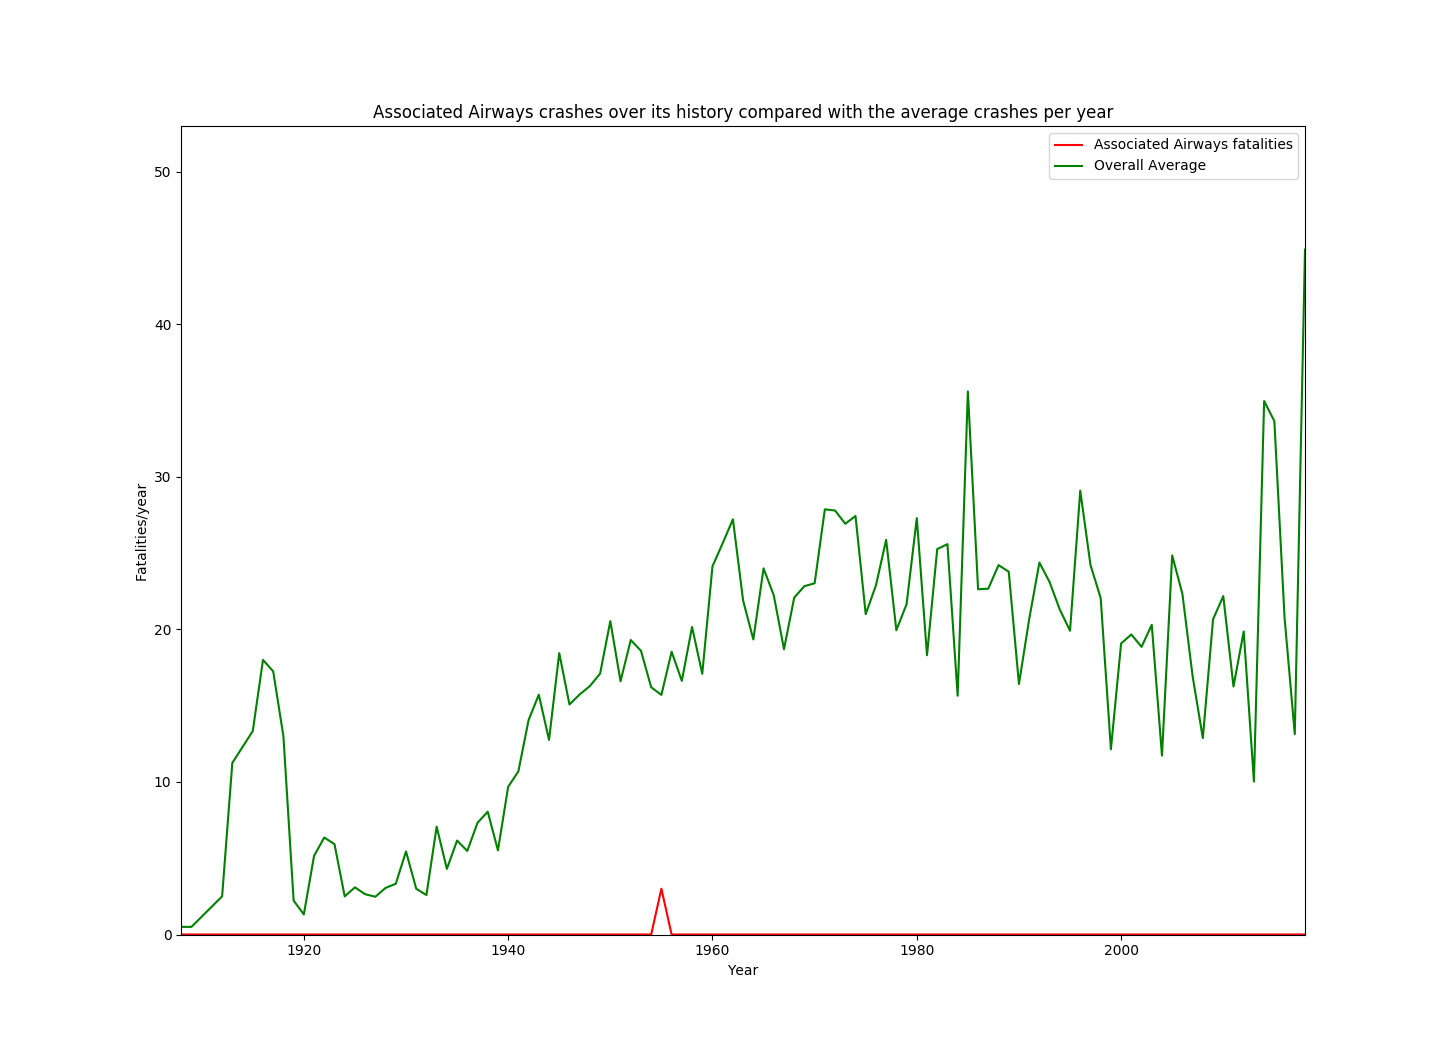 Associated Airways crashes over its history compared with the average crashes per year
Associated Airways fatalities
Overall Average
50
40
30
20
10
0
Fatalities/year
1920 1940 1960 1980 2000
Year